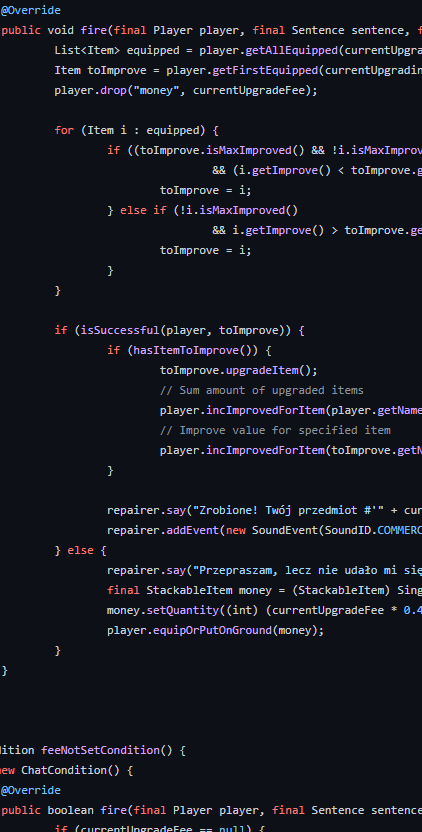 @Override
public void fire(final Player player, final Sentence sentence, f
List<Item> equipped = player.getAllEquipped(currentUpgra
Item toImprove = player.getFirstEquipped(currentUpgradin
player.drop("money", currentUpgradeFee);
for (Item i : equipped) {
if ((toImprove.isMaxImproved() && !i.isMaxImprov
&& (i.getImprove() < toImprove.g
toImprove = i;
} else if (!i.isMaxImproved()
&& i.getImprove() > toImprove.ge
toImprove = i;
}
}
if (isSuccessful(player, toImprove)) {
if (hasItemToImprove()) {
toImprove.upgradeItem();
// Sum amount of upgraded items
player.incImprovedForItem(player.getName
// Improve value for specified item
player.incImprovedForItem(toImprove.getN
}
repairer.say("Zrobione! Twój przedmiot #'" + cur
repairer.addEvent(new SoundEvent(SoundID.COMMERC
} else {
repairer.say("Przepraszam, lecz nie udało mi się
final StackableItem money = (StackableItem) Sing
money.setQuantity((int) (currentUpgradeFee * 0.4
player.equipOrPutOnGround(money);
}
}
dition feeNotSetCondition() {
new ChatCondition() {
@Override
public boolean fire(final Player player, final Sentence sentence
if (currentUpgradeFee == null) {